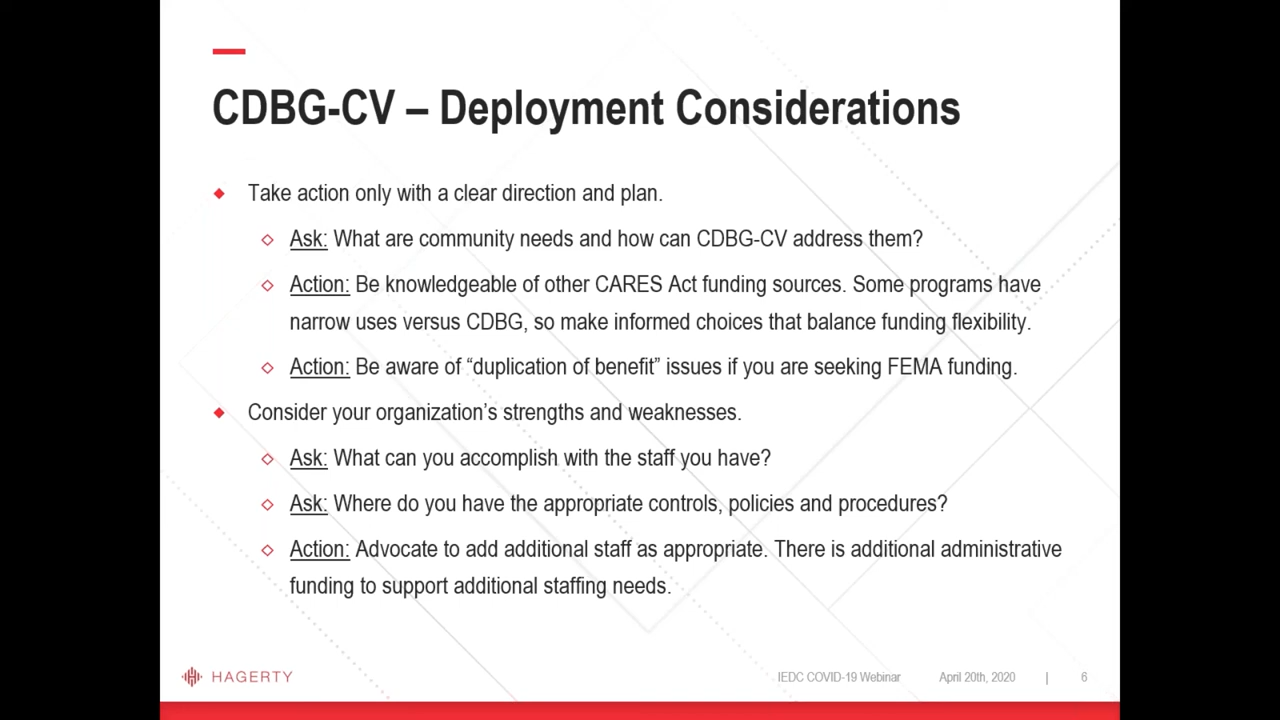 CDBG-CV – Deployment Considerations
Take action only with a clear direction and plan.
Ask: What are community needs and how can CDBG-CV address them?
Action: Be knowledgeable of other CARES Act funding sources. Some programs have
narrow uses versus CDBG, so make informed choices that balance funding flexibility.
Action: Be aware of “duplication of benefit” issues if you are seeking FEMA funding.
Consider your organization’s strengths and weaknesses.
Ask: What can you accomplish with the staff you have?
Ask: Where do you have the appropriate controls, policies and procedures?
Action: Advocate to add additional staff as appropriate. There is additional administrative
funding to support additional staffing needs.
HAGERTY
IEDC COVID-19 Webinar April 20th, 2020 | 6